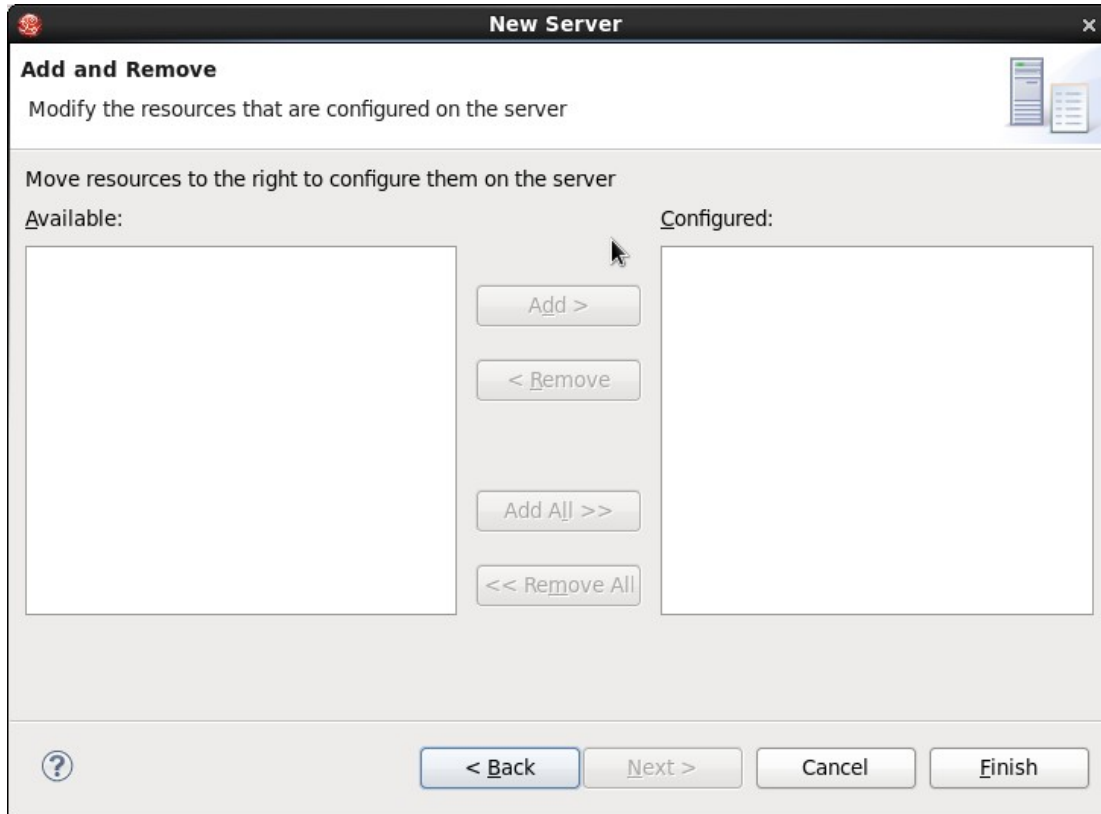 New Server
Add and Remove
Modify the resources that are configured on the server
Move resources to the right to configure them on the server
Available:
Configured:
Add >
< Remove
Add All >>
<< Remove All
?
< Back
Next >
Cancel
Finish